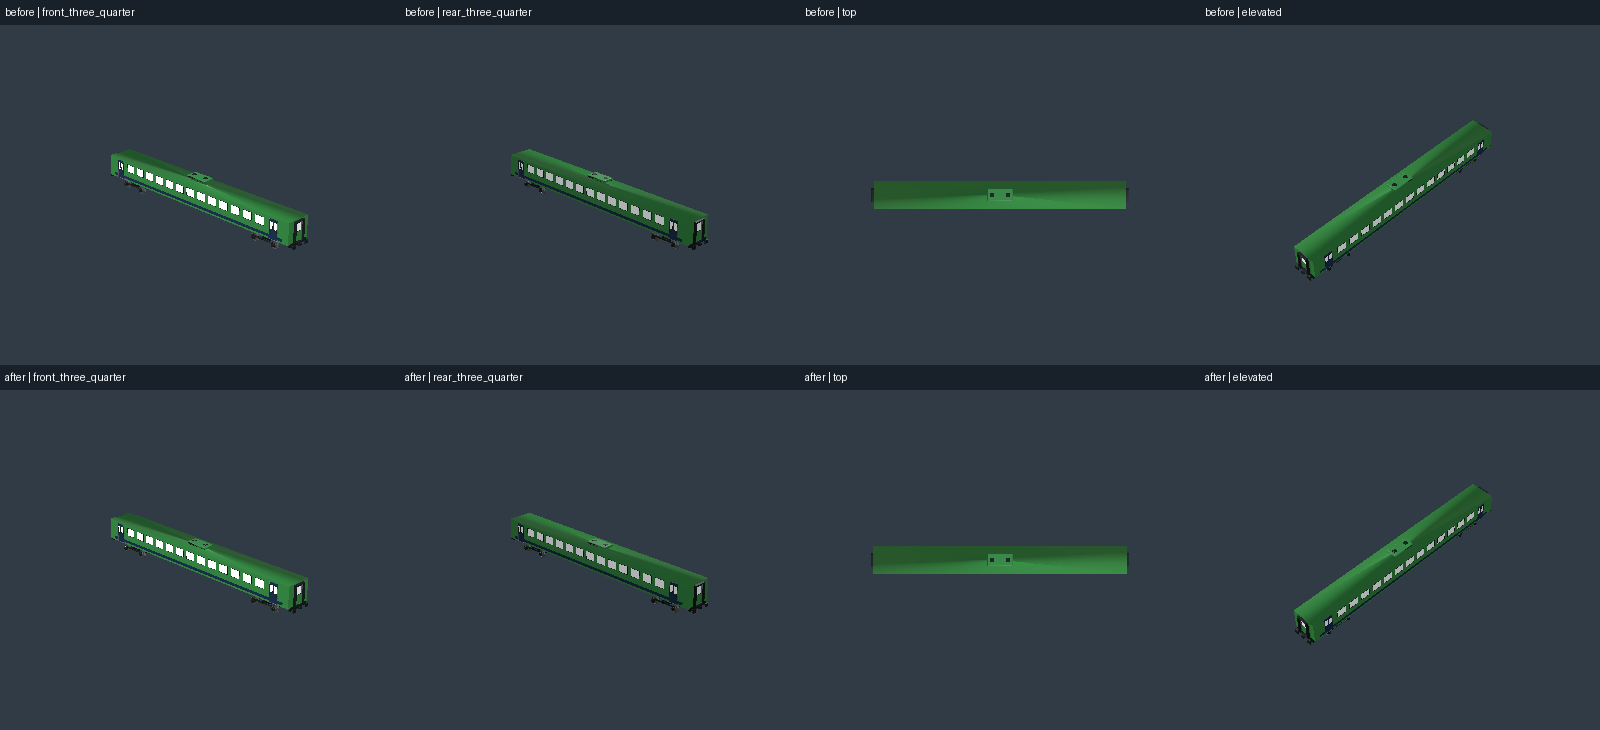 before | front_three_quarter
before | rear_three_quarter
before | top
before | elevated
after | front_three_quarter
after | rear_three_quarter
after | top
after | elevated